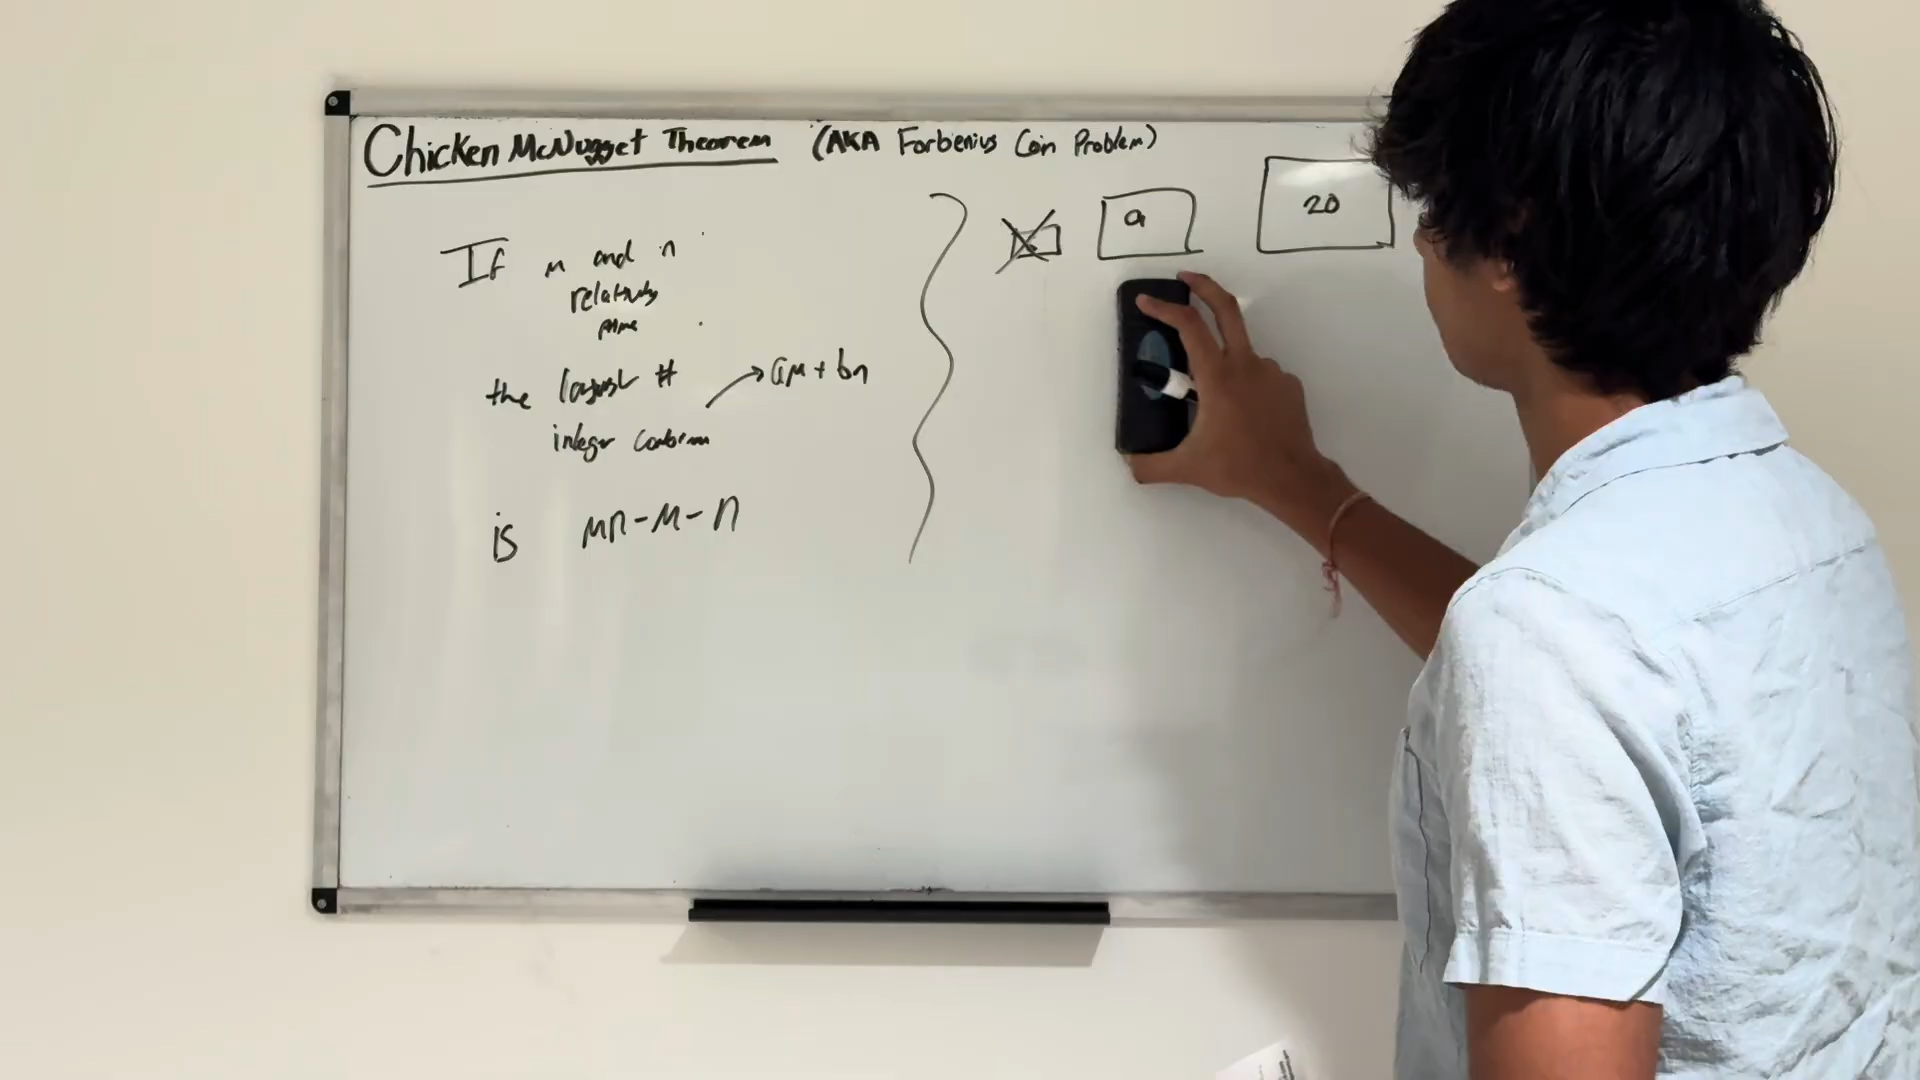 Chicken McNugget Theorem (AKA Forbenius Coin Problem)
If m and n
relatively
prime
the largest #
integer
am + bn
is mn-m-n
9
20